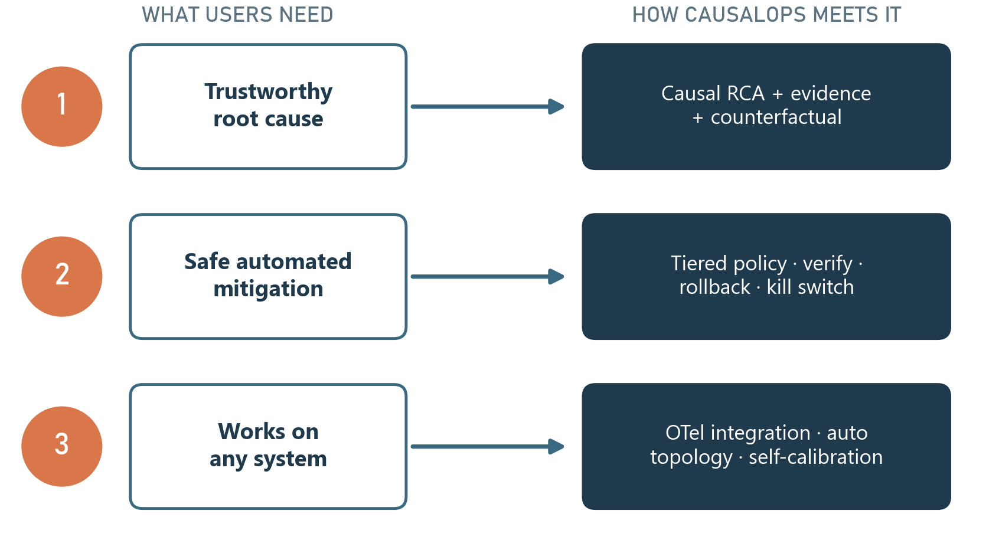 WHAT USERS NEED
HOW CAUSALOPS MEETS IT
1
Trustworthy
root cause
Causal RCA + evidence
+ counterfactual
2
Safe automated
mitigation
Tiered policy · verify ·
rollback · kill switch
3
Works on
any system
OTel integration · auto
topology · self-calibration